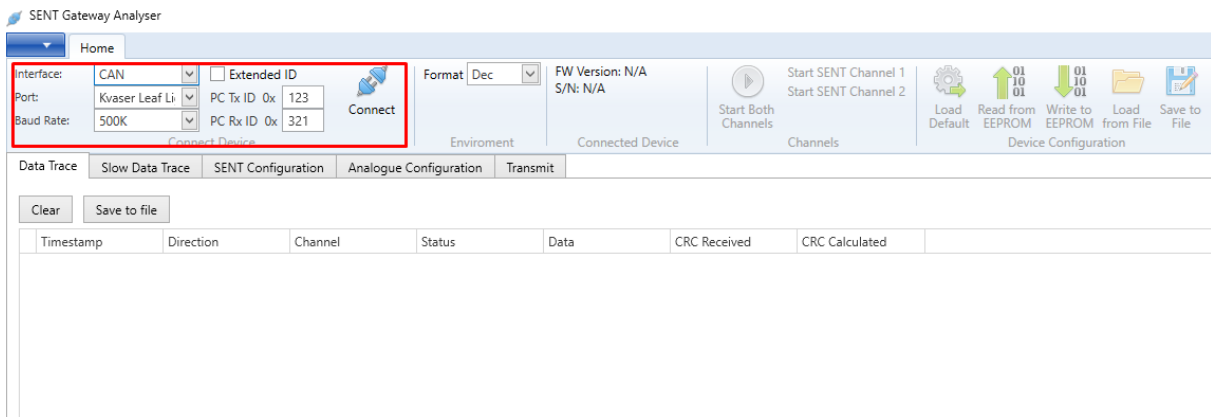 SENT Gateway Analyser
Home
Interface: CAN Extended ID
Port: Kvaser Leaf Li PC Tx ID 0x 123
Baud Rate: 500K PC Rx ID 0x 321
Connect
Connect Device
Format Dec
Enviroment
FW Version: N/A
S/N: N/A
Connected Device
Start Both
Channels
Start SENT Channel 1
Start SENT Channel 2
Channels
Load
Default
Read from
EEPROM
Write to
EEPROM
Load
from File
Save to
File
Device Configuration
Data Trace Slow Data Trace SENT Configuration Analogue Configuration Transmit
Clear Save to file
Timestamp Direction Channel Status Data CRC Received CRC Calculated